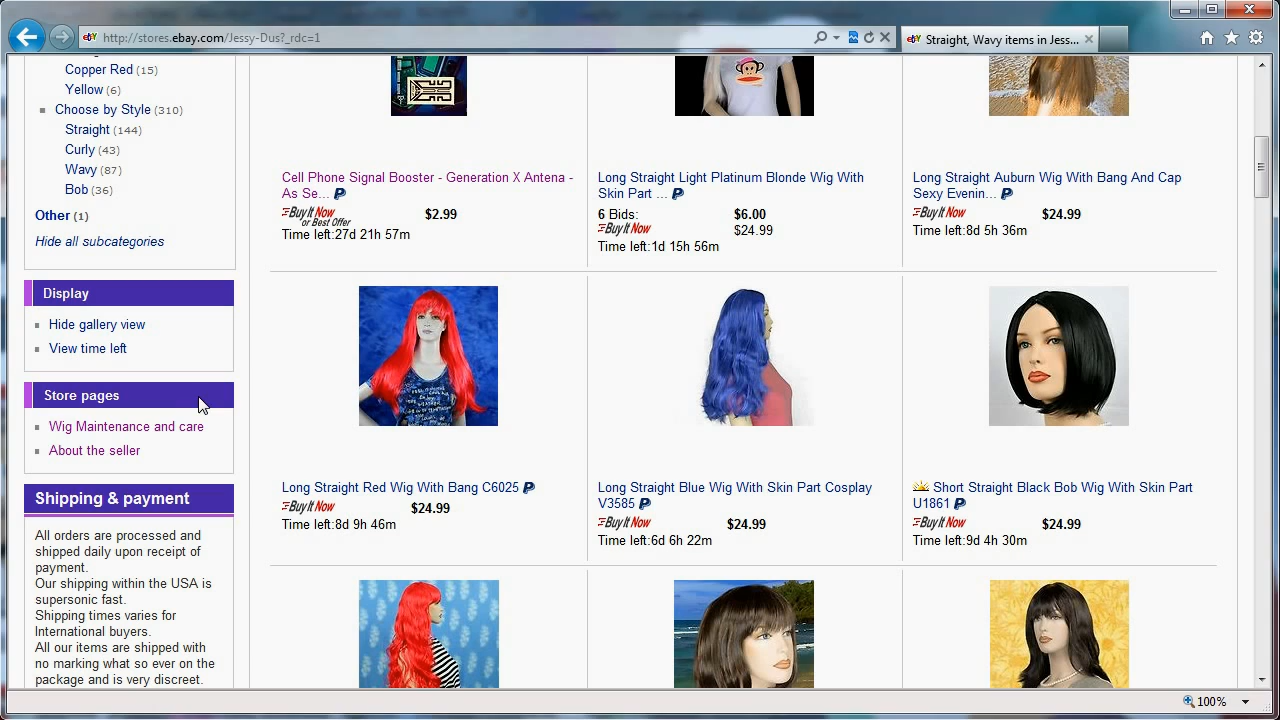 http://stores.ebay.com/Jessy-Dus?_rdc=1
Straight, Wavy items in Jess...
Copper Red (15)
Yellow (6)
Choose by Style (310)
Straight (144)
Curly (43)
Wavy (87)
Bob (36)
Other (1)
Hide all subcategories
Display
Hide gallery view
View time left
Store pages
Wig Maintenance and care
About the seller
Shipping & payment
All orders are processed and
shipped daily upon receipt of
payment.
Our shipping within the USA is
supersonic fast.
Shipping times varies for
International buyers.
All our items are shipped with
no marking what so ever on the
package and is very discreet.
Cell Phone Signal Booster - Generation X Antena -
As Se...
Buy It Now $2.99
or Best Offer
Time left:27d 21h 57m
Long Straight Light Platinum Blonde Wig With
Skin Part ...
6 Bids: $6.00
Buy It Now $24.99
Time left:1d 15h 56m
Long Straight Auburn Wig With Bang And Cap
Sexy Evenin...
Buy It Now $24.99
Time left:8d 5h 36m
Long Straight Red Wig With Bang C6025
Buy It Now $24.99
Time left:8d 9h 46m
Long Straight Blue Wig With Skin Part Cosplay
V3585
Buy It Now $24.99
Time left:6d 6h 22m
Short Straight Black Bob Wig With Skin Part
U1861
Buy It Now $24.99
Time left:9d 4h 30m
100%